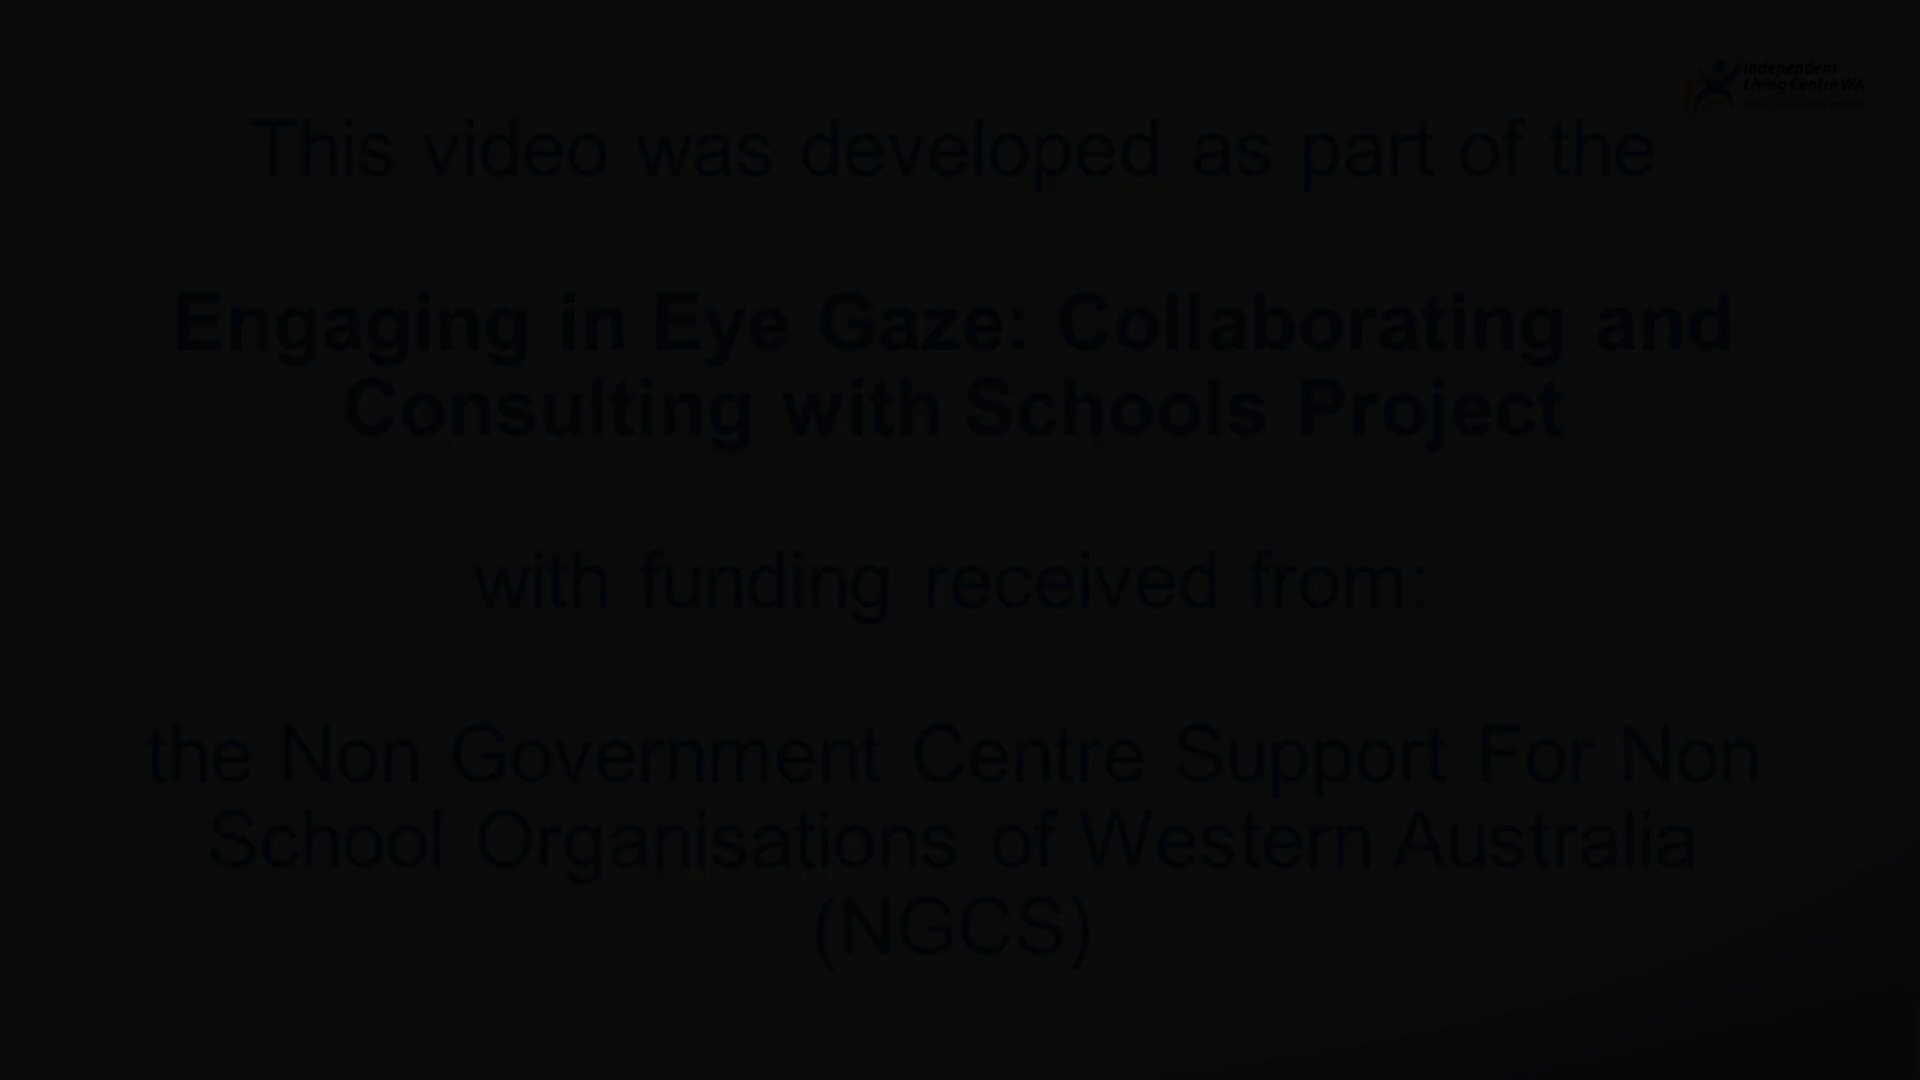 Independent
Living Centre WA
This video was developed as part of the
Engaging in Eye Gaze: Collaborating and
Consulting with Schools Project
with funding received from:
the Non Government Centre Support For Non
School Organisations of Western Australia
(NGCS)